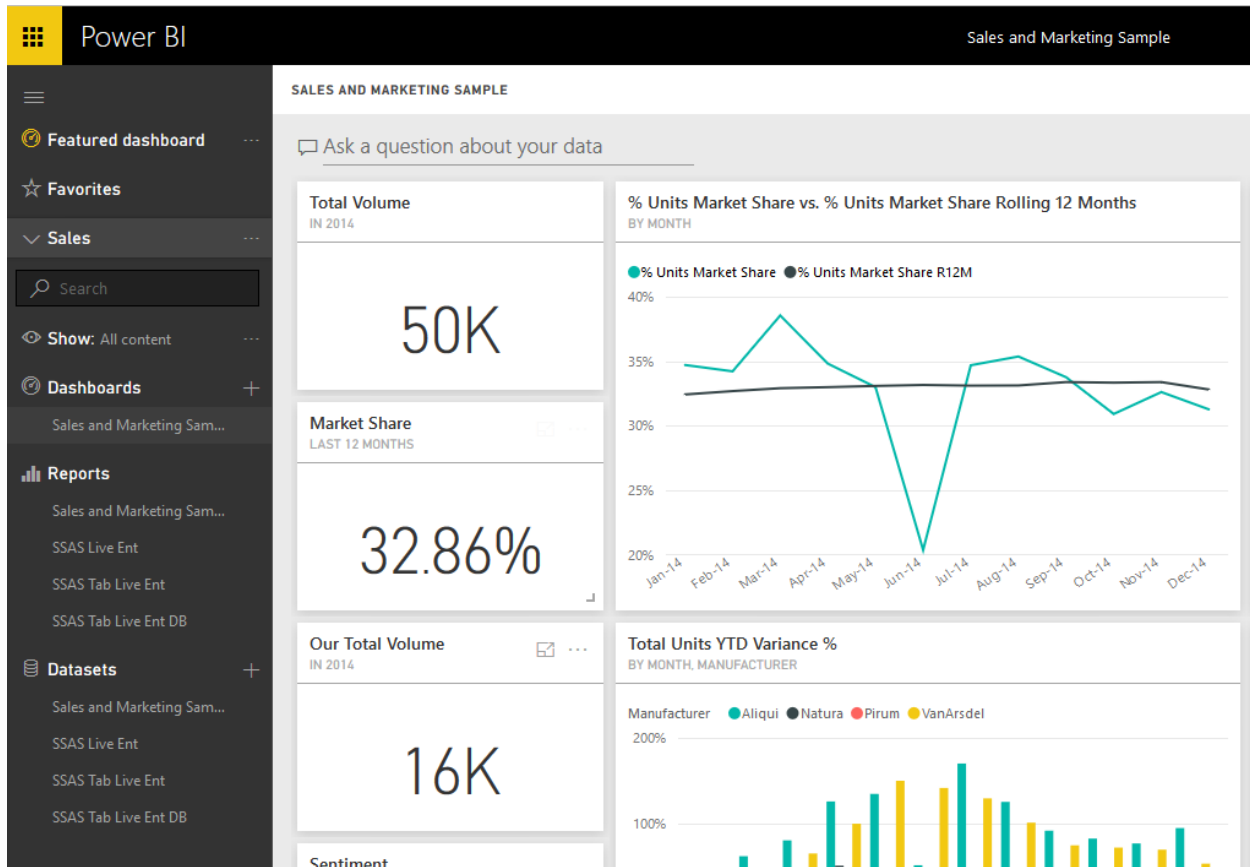 Power BI
Sales and Marketing Sample
SALES AND MARKETING SAMPLE
Featured dashboard
Favorites
Sales
Search
Show: All content
Dashboards
Sales and Marketing Sam...
Reports
Sales and Marketing Sam...
SSAS Live Ent
SSAS Tab Live Ent
SSAS Tab Live Ent DB
Datasets
Sales and Marketing Sam...
SSAS Live Ent
SSAS Tab Live Ent
SSAS Tab Live Ent DB
Ask a question about your data
Total Volume
IN 2014
50K
Market Share
LAST 12 MONTHS
32.86%
Our Total Volume
IN 2014
16K
Sentiment
% Units Market Share vs. % Units Market Share Rolling 12 Months
BY MONTH
% Units Market Share % Units Market Share R12M
40%
35%
30%
25%
20%
Jan-14 Feb-14 Mar-14 Apr-14 May-14 Jun-14 Jul-14 Aug-14 Sep-14 Oct-14 Nov-14 Dec-14
Total Units YTD Variance %
BY MONTH, MANUFACTURER
Manufacturer Aliqui Natura Pirum VanArsdel
200%
100%